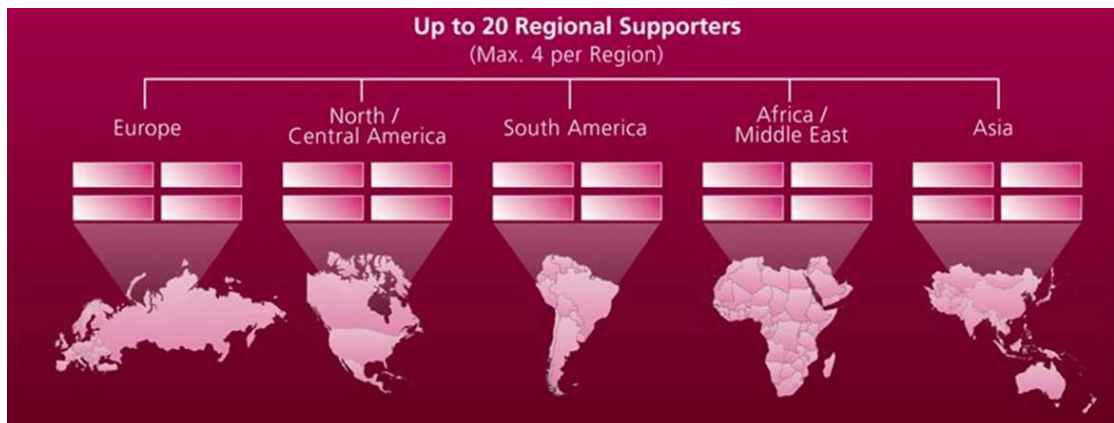 Up to 20 Regional Supporters
(Max. 4 per Region)
Europe
North /
Central America
South America
Africa /
Middle East
Asia